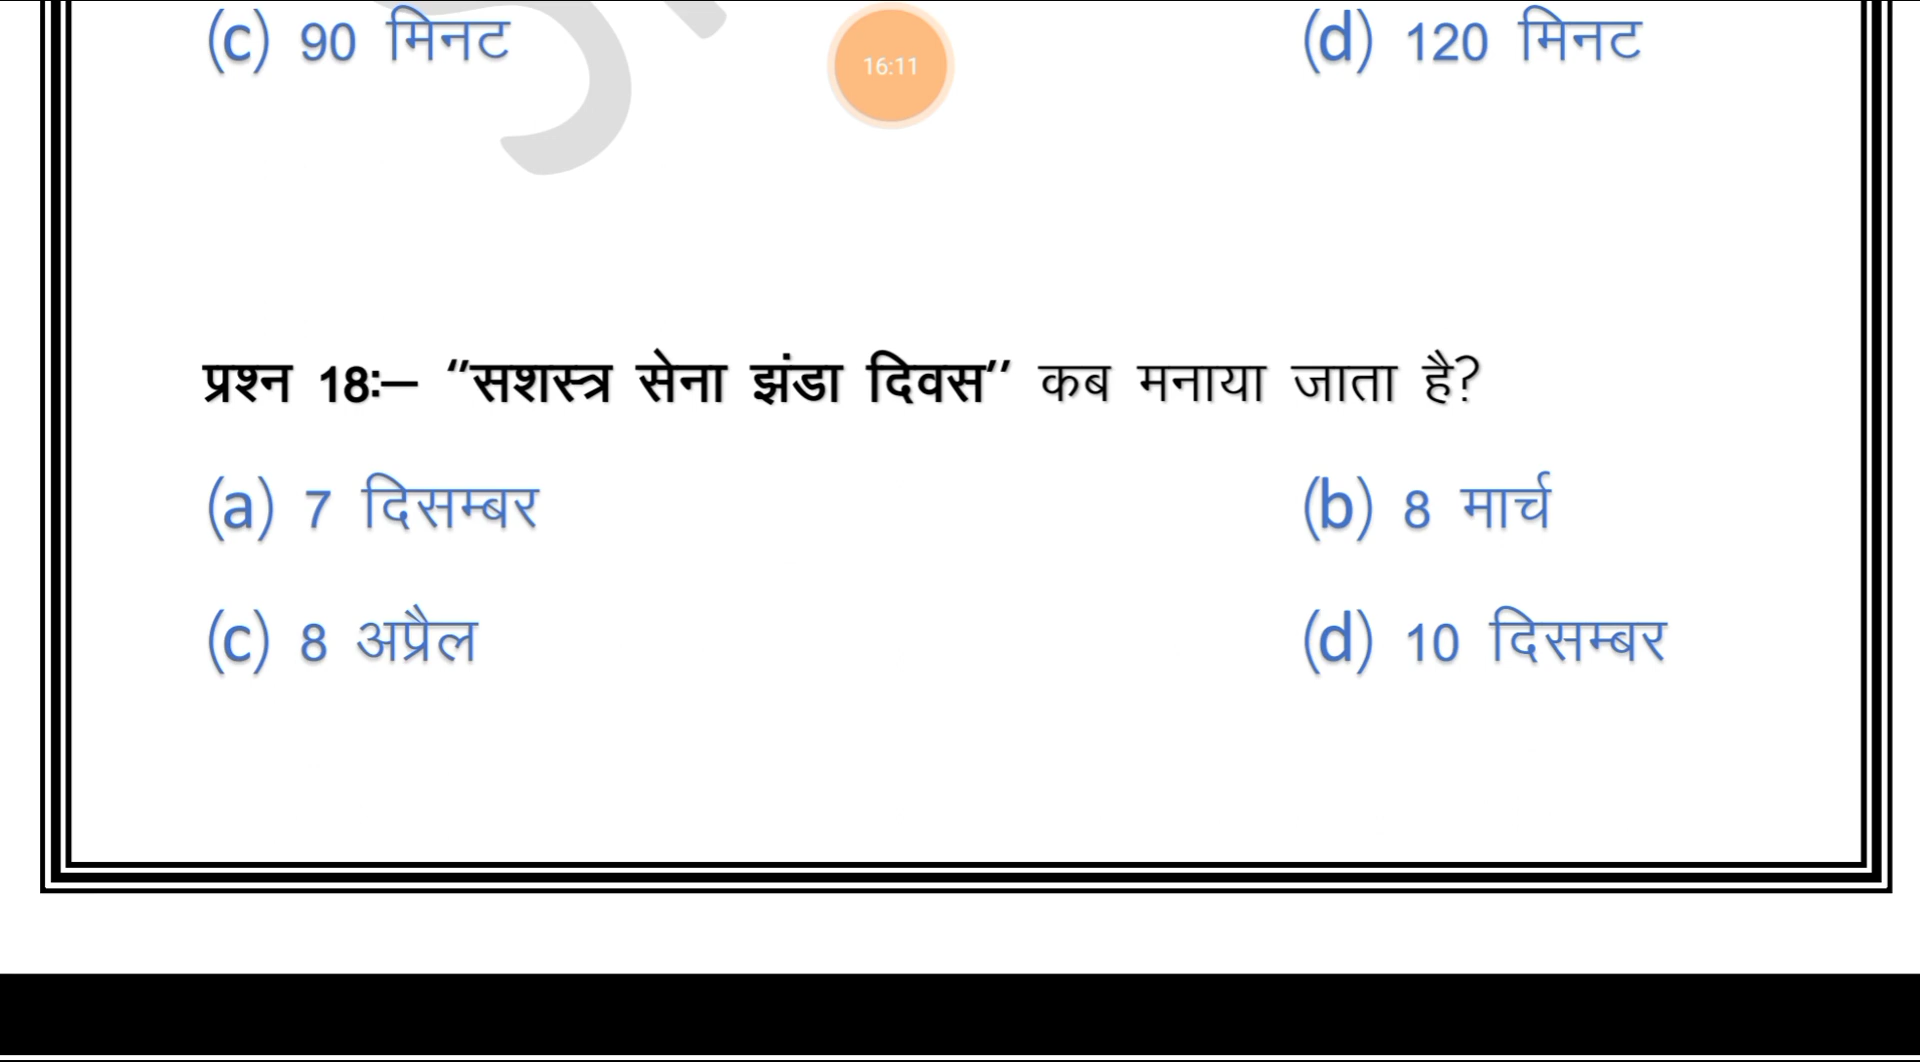 (c) 90 मिनट (d) 120 मिनट
16:11
प्रश्न 18:– "सशस्त्र सेना झंडा दिवस" कब मनाया जाता है?
(a) 7 दिसम्बर (b) 8 मार्च
(c) 8 अप्रैल (d) 10 दिसम्बर